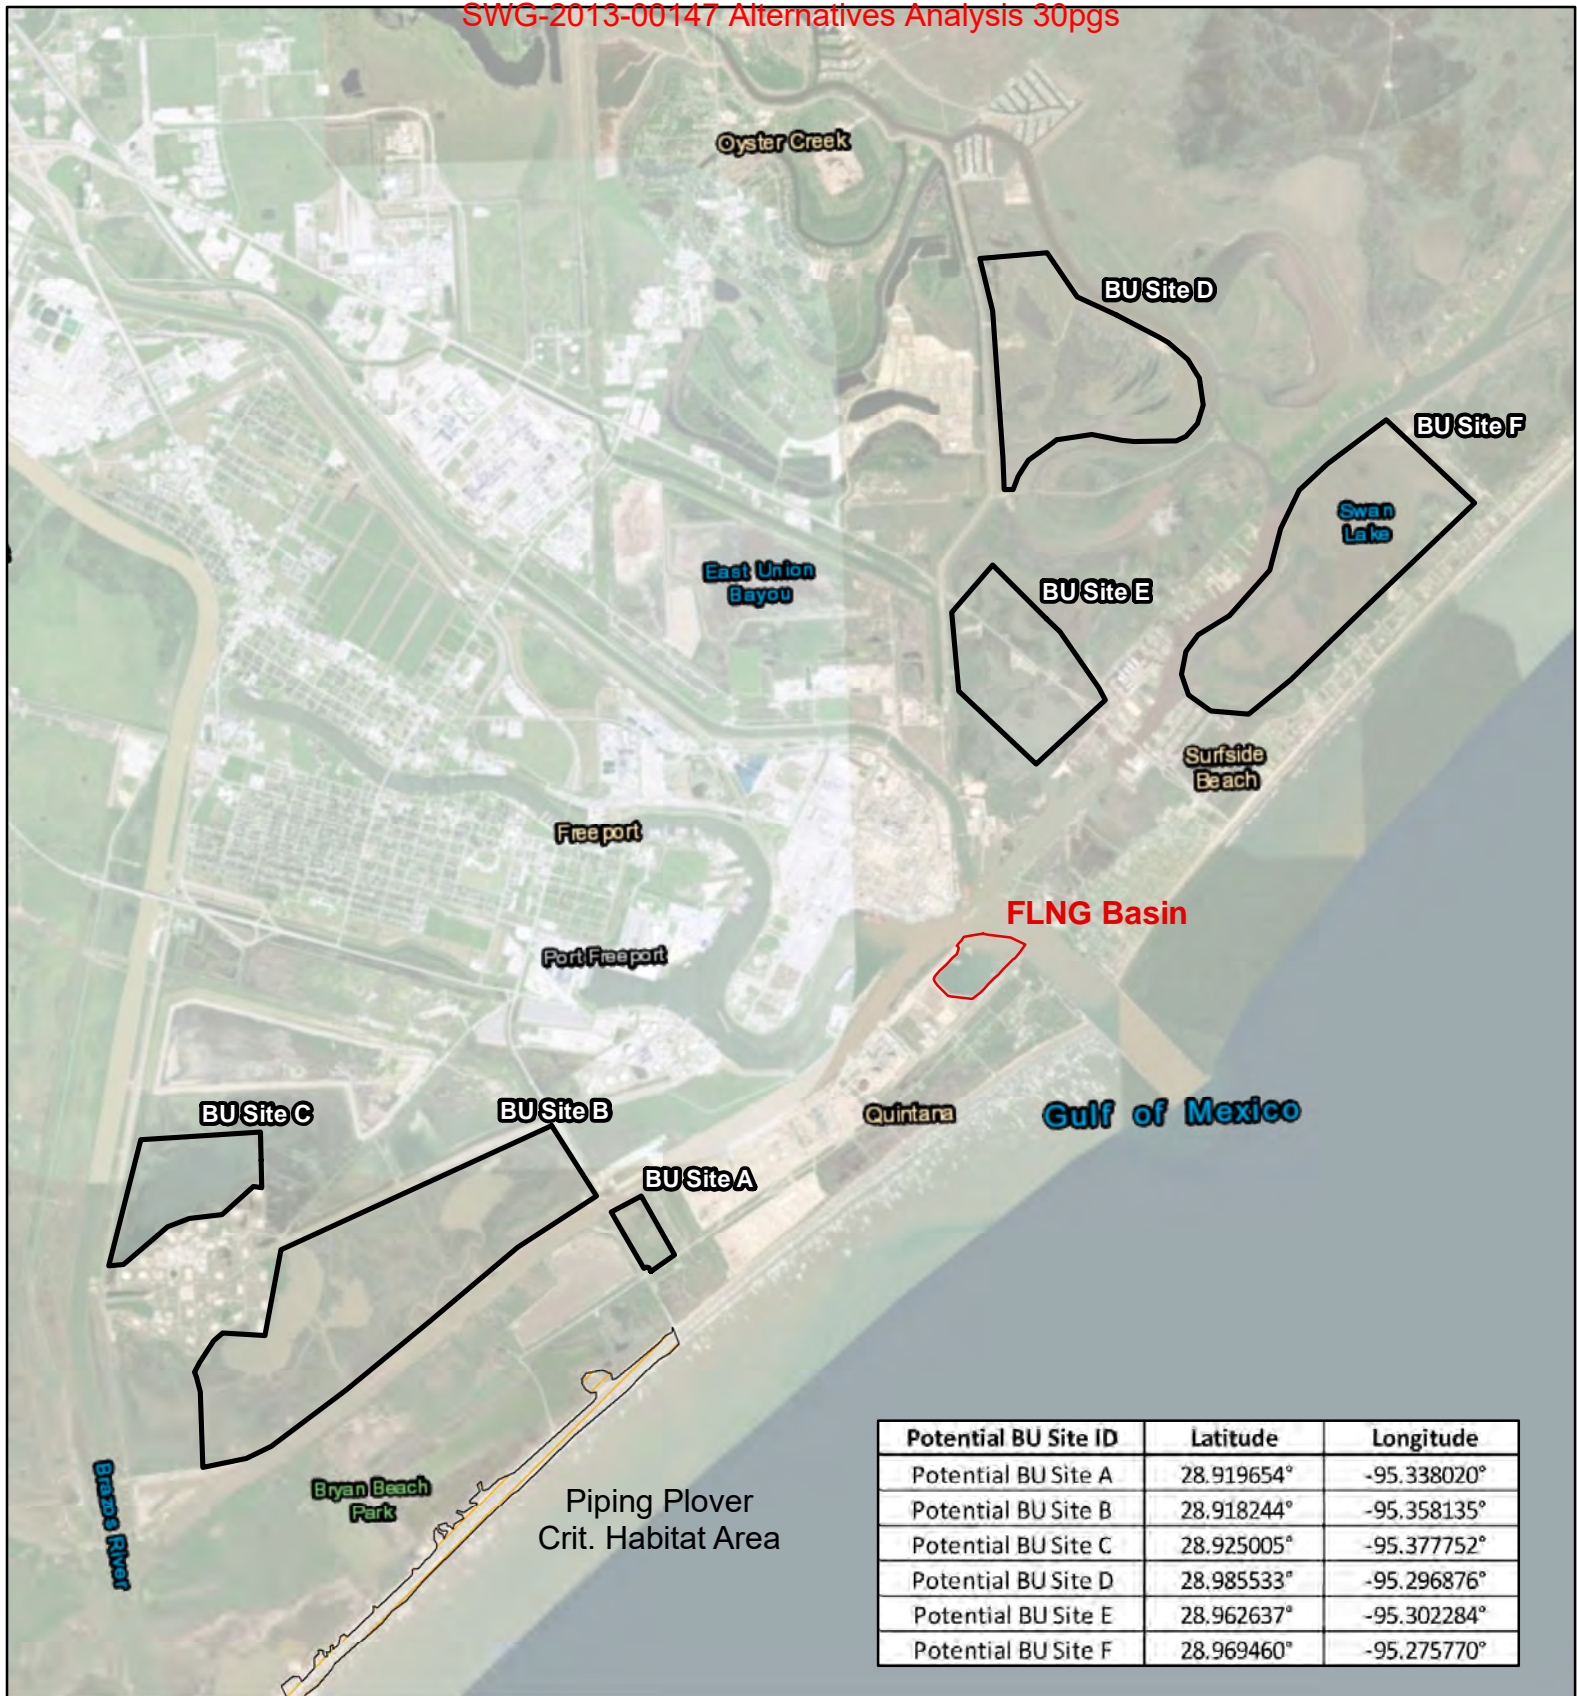 SWG-2013-00147 Alternatives Analysis 30pgs
Oyster Creek
BU Site D
BU Site F
Swan
Lake
East Union
Bayou
BU Site E
Surfside
Beach
Freeport
FLNG Basin
Port Freeport
BU Site C
BU Site B
Quintana
Gulf of Mexico
BU Site A
Brazos River
Bryan Beach
Park
Piping Plover
Crit. Habitat Area
Potential BU Site ID Latitude Longitude
Potential BU Site A 28.919654° -95.338020°
Potential BU Site B 28.918244° -95.358135°
Potential BU Site C 28.925005° -95.377752°
Potential BU Site D 28.985533° -95.296876°
Potential BU Site E 28.962637° -95.302284°
Potential BU Site F 28.969460° -95.275770°